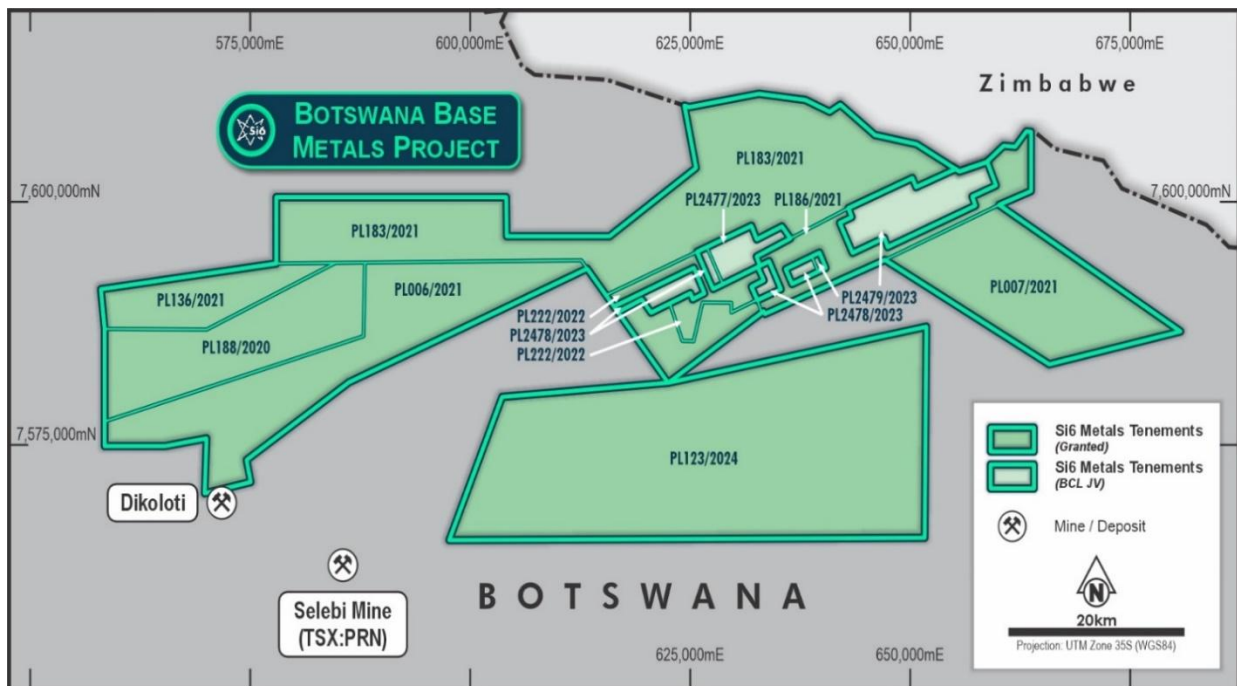 575,000mE
600,000mE
625,000mE
650,000mE
675,000mE
Zimbabwe
Si6
BOTSWANA BASE
METALS PROJECT
PL183/2021
7,600,000mN
7,600,000mN
PL2477/2023
PL186/2021
PL183/2021
PL136/2021
PL006/2021
PL2479/2023
PL007/2021
PL222/2022
PL2478/2023
PL2478/2023
PL188/2020
PL222/2022
7,575,000mN
PL123/2024
Dikoloti
Selebi Mine
(TSX:PRN)
BOTSWANA
Si6 Metals Tenements
(Granted)
Si6 Metals Tenements
(BCL JV)
Mine / Deposit
N
20km
Projection: UTM Zone 35S (WGS84)
625,000mE
650,000mE